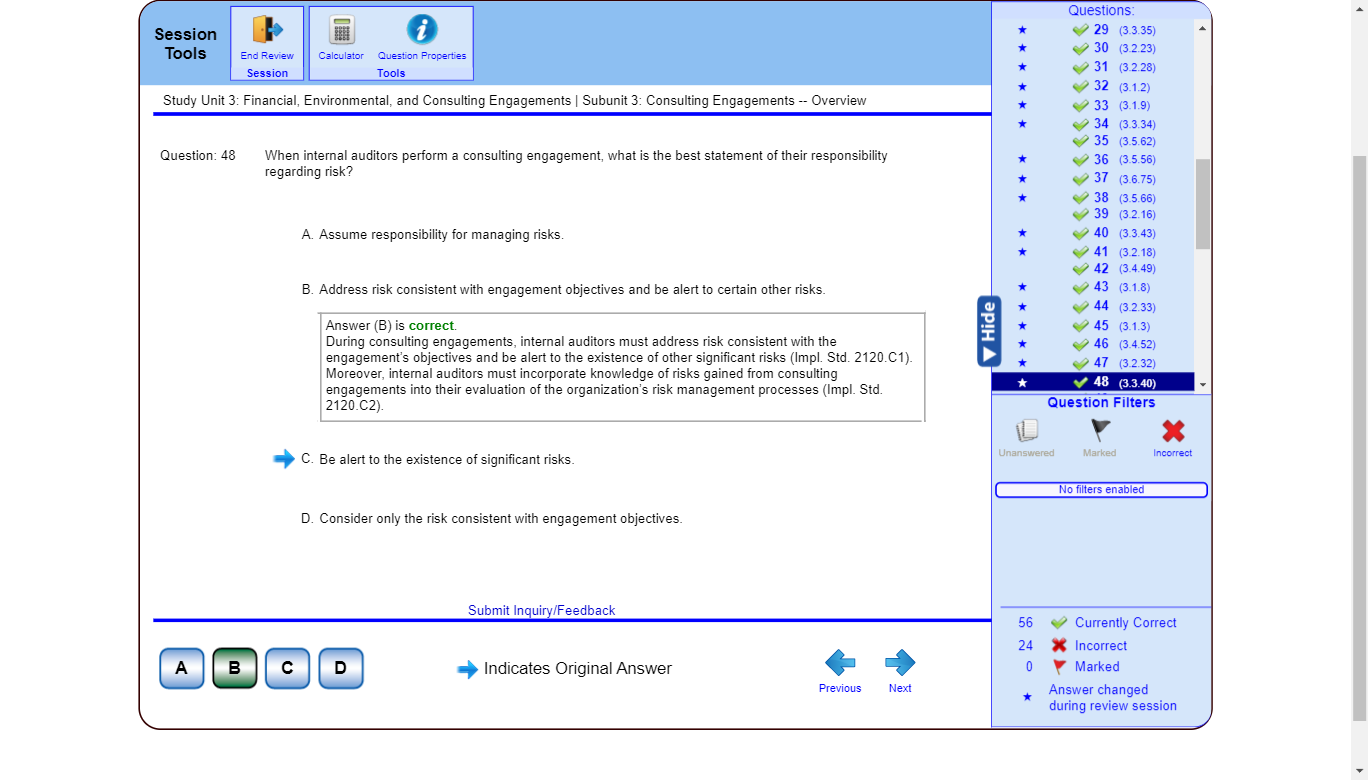 Session
Tools
End Review
Session
Calculator
Question Properties
Tools
Study Unit 3: Financial, Environmental, and Consulting Engagements | Subunit 3: Consulting Engagements -- Overview
Question: 48
When internal auditors perform a consulting engagement, what is the best statement of their responsibility
regarding risk?
A. Assume responsibility for managing risks.
B. Address risk consistent with engagement objectives and be alert to certain other risks.
Answer (B) is correct.
During consulting engagements, internal auditors must address risk consistent with the
engagement's objectives and be alert to the existence of other significant risks (Impl. Std. 2120.C1).
Moreover, internal auditors must incorporate knowledge of risks gained from consulting
engagements into their evaluation of the organization's risk management processes (Impl. Std.
2120.C2).
C. Be alert to the existence of significant risks.
D. Consider only the risk consistent with engagement objectives.
Submit Inquiry/Feedback
A B C D
Indicates Original Answer
Previous
Next
Hide
Questions:
29 (3.3.35)
30 (3.2.23)
31 (3.2.28)
32 (3.1.2)
33 (3.1.9)
34 (3.3.34)
35 (3.5.62)
36 (3.5.56)
37 (3.6.75)
38 (3.5.66)
39 (3.2.16)
40 (3.3.43)
41 (3.2.18)
42 (3.4.49)
43 (3.1.8)
44 (3.2.33)
45 (3.1.3)
46 (3.4.52)
47 (3.2.32)
48 (3.3.40)
Question Filters
Unanswered
Marked
Incorrect
No filters enabled
56 Currently Correct
24 Incorrect
0 Marked
Answer changed
during review session